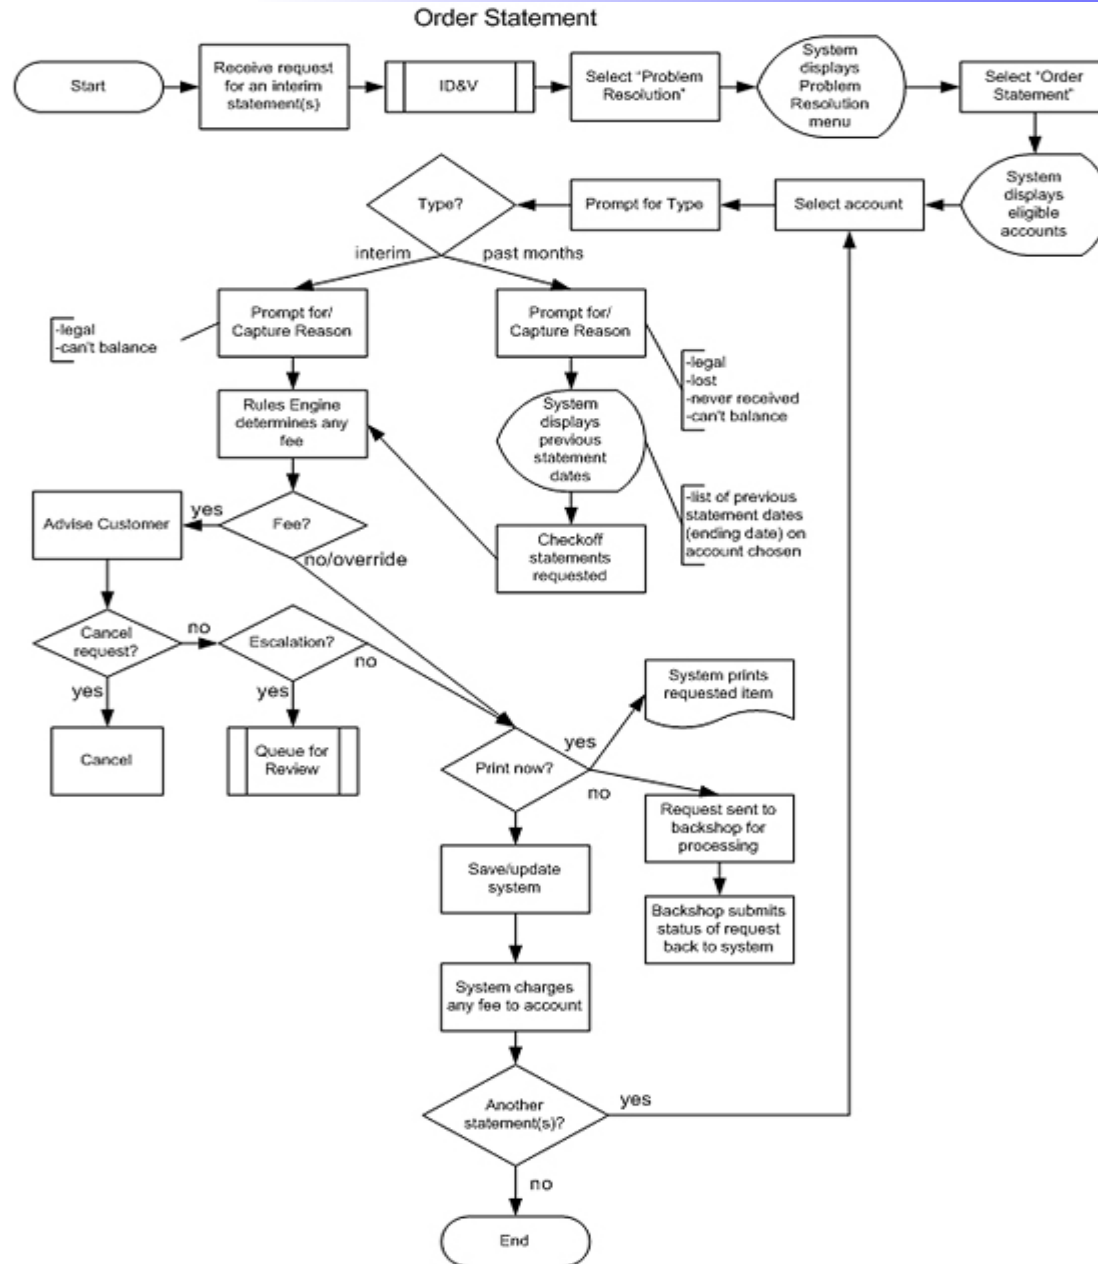 Order Statement
Start
Receive request
for an interim
statement(s)
ID&V
Select "Problem
Resolution"
System
displays
Problem
Resolution
menu
Select "Order
Statement"
Type?
Prompt for Type
Select account
System
displays
eligible
accounts
interim
past months
-legal
-can't balance
Prompt for/
Capture Reason
Prompt for/
Capture Reason
-legal
-lost
-never received
-can't balance
Rules Engine
determines any
fee
System
displays
previous
statement
dates
-list of previous
statement dates
(ending date) on
account chosen
Advise Customer
yes
Fee?
no/override
Checkoff
statements
requested
Cancel
request?
no
Escalation?
no
yes
yes
Cancel
Queue for
Review
System prints
requested item
yes
Print now?
no
Request sent to
backshop for
processing
Save/update
system
Backshop submits
status of request
back to system
System charges
any fee to account
Another
statement(s)?
yes
no
End